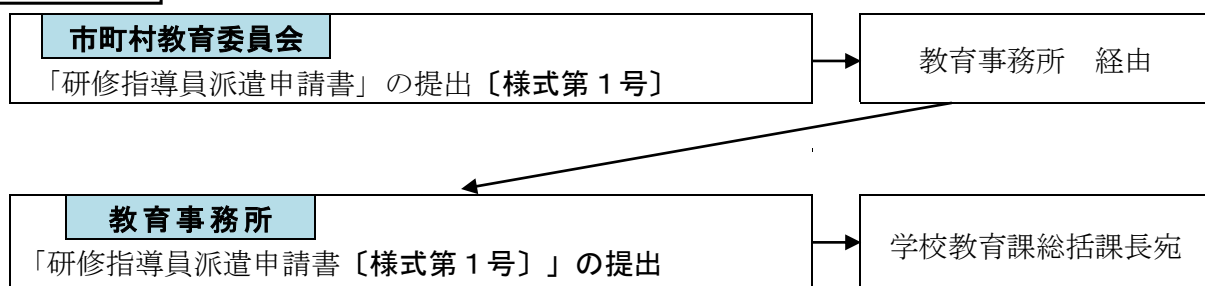 市町村教育委員会
「研修指導員派遣申請書」の提出〔様式第１号〕
教育事務所　経由
教育事務所
「研修指導員派遣申請書〔様式第１号〕」の提出
学校教育課総括課長宛